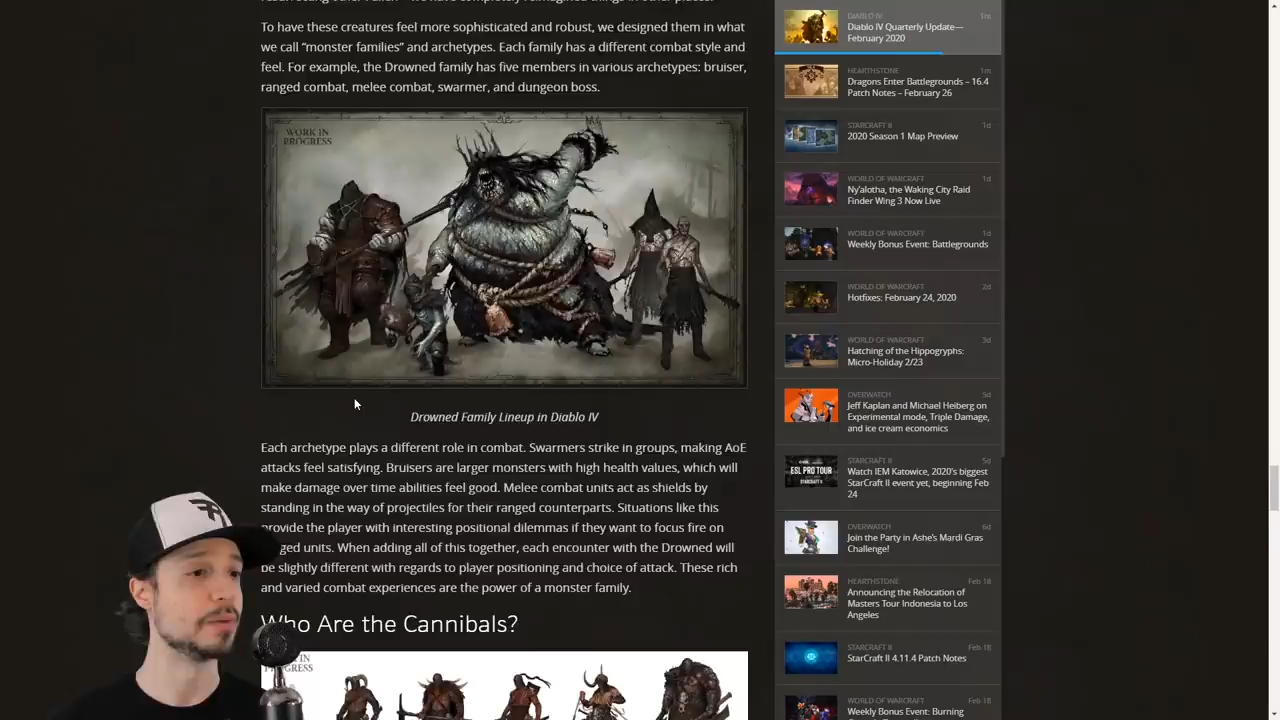 To have these creatures feel more sophisticated and robust, we designed them in what
we call “monster families” and archetypes. Each family has a different combat style and
feel. For example, the Drowned family has five members in various archetypes: bruiser,
ranged combat, melee combat, swarmer, and dungeon boss.
WORK IN
PROGRESS
Drowned Family Lineup in Diablo IV
Each archetype plays a different role in combat. Swarmers strike in groups, making AoE
attacks feel satisfying. Bruisers are larger monsters with high health values, which will
make damage over time abilities feel good. Melee combat units act as shields by
standing in the way of projectiles for their ranged counterparts. Situations like this
provide the player with interesting positional dilemmas if they want to focus fire on
ged units. When adding all of this together, each encounter with the Drowned will
be slightly different with regards to player positioning and choice of attack. These rich
and varied combat experiences are the power of a monster family.
Who Are the Cannibals?
IN
PROGRESS
DIABLO IV
1m
Diablo IV Quarterly Update—
February 2020
HEARTHSTONE
1m
Dragons Enter Battlegrounds – 16.4
Patch Notes – February 26
STARCRAFT II
1d
2020 Season 1 Map Preview
WORLD OF WARCRAFT
1d
Ny'alotha, the Waking City Raid
Finder Wing 3 Now Live
WORLD OF WARCRAFT
1d
Weekly Bonus Event: Battlegrounds
WORLD OF WARCRAFT
2d
Hotfixes: February 24, 2020
WORLD OF WARCRAFT
3d
Hatching of the Hippogryphs:
Micro-Holiday 2/23
OVERWATCH
5d
Jeff Kaplan and Michael Heiberg on
Experimental mode, Triple Damage,
and ice cream economics
STARCRAFT II
5d
ESL PRO TOUR
STARCRAFT II
Watch IEM Katowice, 2020's biggest
StarCraft II event yet, beginning Feb
24
OVERWATCH
6d
Join the Party in Ashe's Mardi Gras
Challenge!
HEARTHSTONE
Feb 18
Announcing the Relocation of
Masters Tour Indonesia to Los
Angeles
STARCRAFT II
Feb 18
StarCraft II 4.11.4 Patch Notes
WORLD OF WARCRAFT
Feb 18
Weekly Bonus Event: Burning